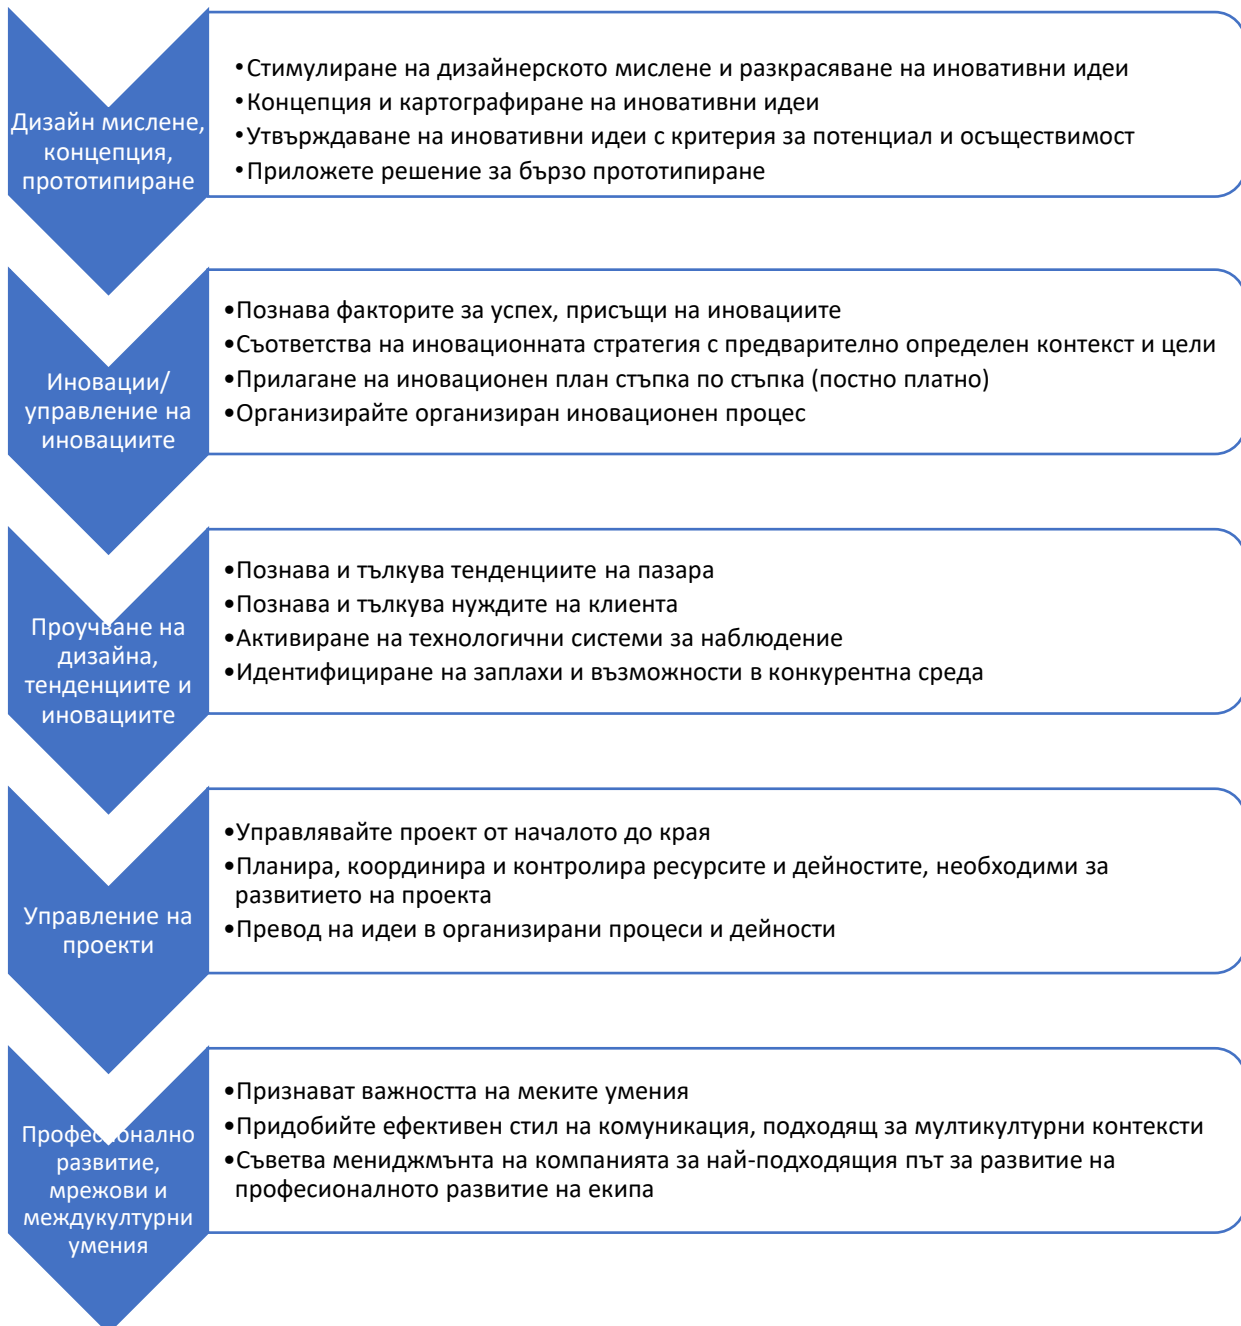 Дизайн мислене,
концепция,
прототипиране
•Стимулиране на дизайнерското мислене и разкрасяване на иновативни идеи
•Концепция и картографиране на иновативни идеи
•Утвърждаване на иновативни идеи с критерия за потенциал и осъществимост
•Приложете решение за бързо прототипиране
Иновации/
управление на
иновациите
•Познава факторите за успех, присъщи на иновациите
•Съответства на иновационната стратегия с предварително определен контекст и цели
•Прилагане на иновационен план стъпка по стъпка (постно платно)
•Организирайте организиран иновационен процес
Проучване на
дизайна,
тенденциите и
иновациите
•Познава и тълкува тенденциите на пазара
•Познава и тълкува нуждите на клиента
•Активиране на технологични системи за наблюдение
•Идентифициране на заплахи и възможности в конкурентна среда
Управление на
проекти
•Управлявайте проект от началото до края
•Планира, координира и контролира ресурсите и дейностите, необходими за
развитието на проекта
•Превод на идеи в организирани процеси и дейности
Професионално
развитие,
мрежови и
междукултурни
умения
•Признават важността на меките умения
•Придобийте ефективен стил на комуникация, подходящ за мултикултурни контексти
•Съветва мениджмънта на компанията за най-подходящия път за развитие на
професионалното развитие на екипа